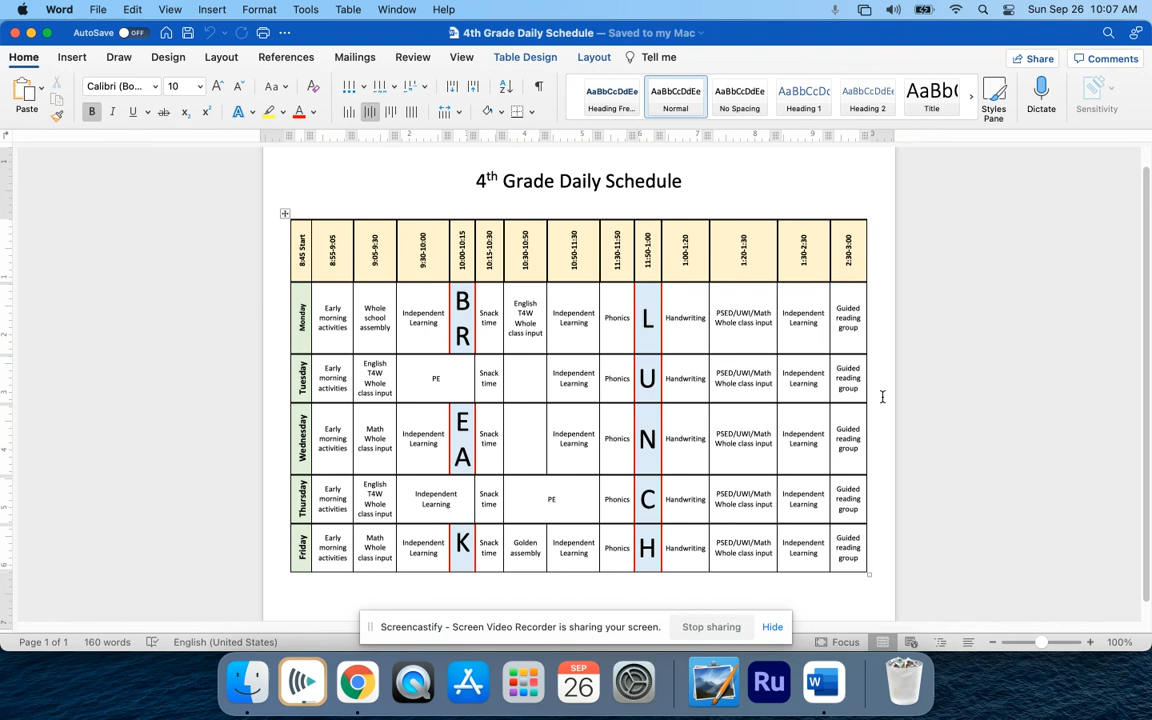 Word File Edit View Insert Format Tools Table Window Help Sun Sep 26 10:07 AM
AutoSave OFF 4th Grade Daily Schedule — Saved to my Mac
Home Insert Draw Design Layout References Mailings Review View Table Design Layout Tell me Share Comments
Paste Calibri (Bo... 10 A A Aa A
B I U ab x₂ x² A A
AaBbCcDdEe AaBbCcDdEe AaBbCcDdEe AaBbCcDc AaBbCcDdEe AaBb(
Heading Fre... Normal No Spacing Heading 1 Heading 2 Title
Styles Pane Dictate Sensitivity
4th Grade Daily Schedule
8:45 Start 8:55-9:05 9:05-9:30 9:30-10:00 10:00-10:15 10:15-10:30 10:30-10:50 10:50-11:30 11:30-11:50 11:50-1:00 1:00-1:20 1:20-1:30 1:30-2:30 2:30-3:00
Monday Early morning activities Whole school assembly Independent Learning B R Snack time English T4W Whole class input Independent Learning Phonics L Handwriting PSED/UWI/Math Whole class input Independent Learning Guided reading group
Tuesday Early morning activities English T4W Whole class input PE Snack time Independent Learning Phonics U Handwriting PSED/UWI/Math Whole class input Independent Learning Guided reading group
Wednesday Early morning activities Math Whole class input Independent Learning E A Snack time Independent Learning Phonics N Handwriting PSED/UWI/Math Whole class input Independent Learning Guided reading group
Thursday Early morning activities English T4W Whole class input Independent Learning Snack time PE Phonics C Handwriting PSED/UWI/Math Whole class input Independent Learning Guided reading group
Friday Early morning activities Math Whole class input Independent Learning K Snack time Golden assembly Independent Learning Phonics H Handwriting PSED/UWI/Math Whole class input Independent Learning Guided reading group
Screencastify - Screen Video Recorder is sharing your screen. Stop sharing Hide
Page 1 of 1 160 words English (United States) Focus 100%
SEP
26
Ru
W